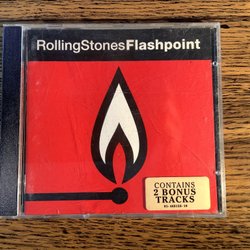 RollingStonesFlashpoint
CONTAINS
2 BONUS
TRACKS